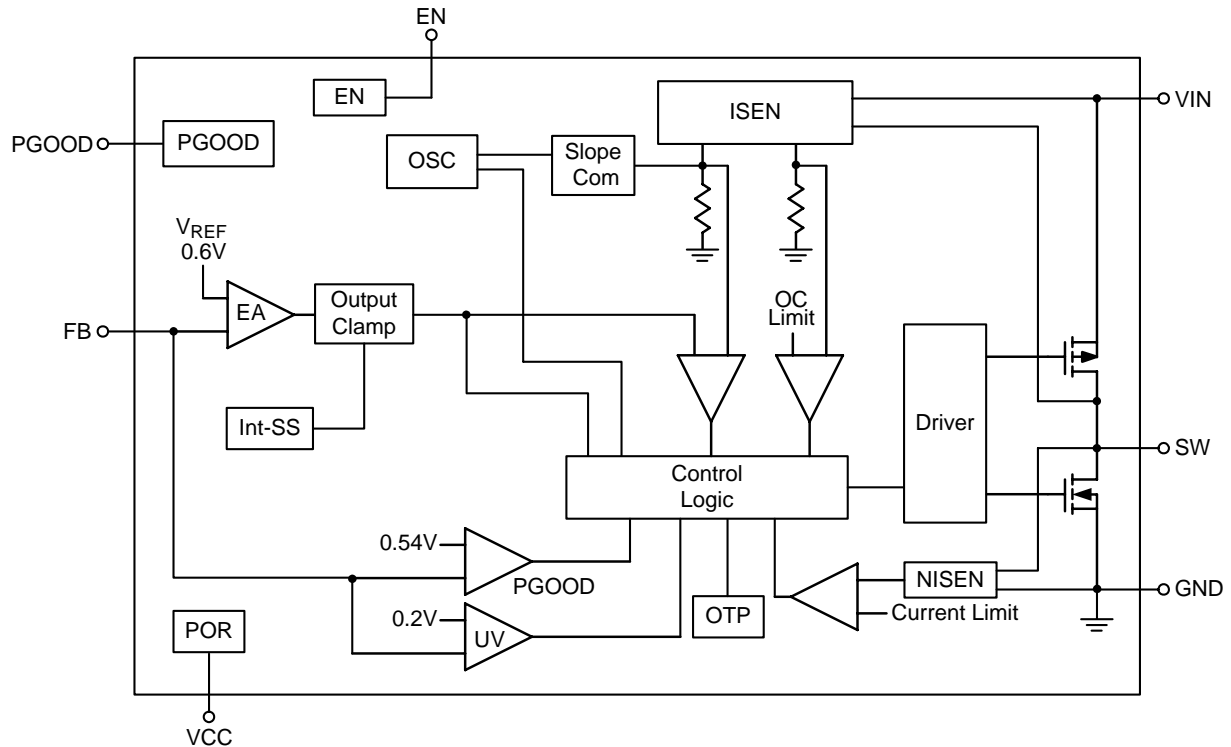 EN
EN
ISEN
VIN
PGOOD
PGOOD
OSC
Slope
Com
VREF
0.6V
EA
Output
Clamp
OC
Limit
FB
Driver
Int-SS
SW
Control
Logic
0.54V
PGOOD
NISEN
GND
0.2V
UV
OTP
Current Limit
POR
VCC